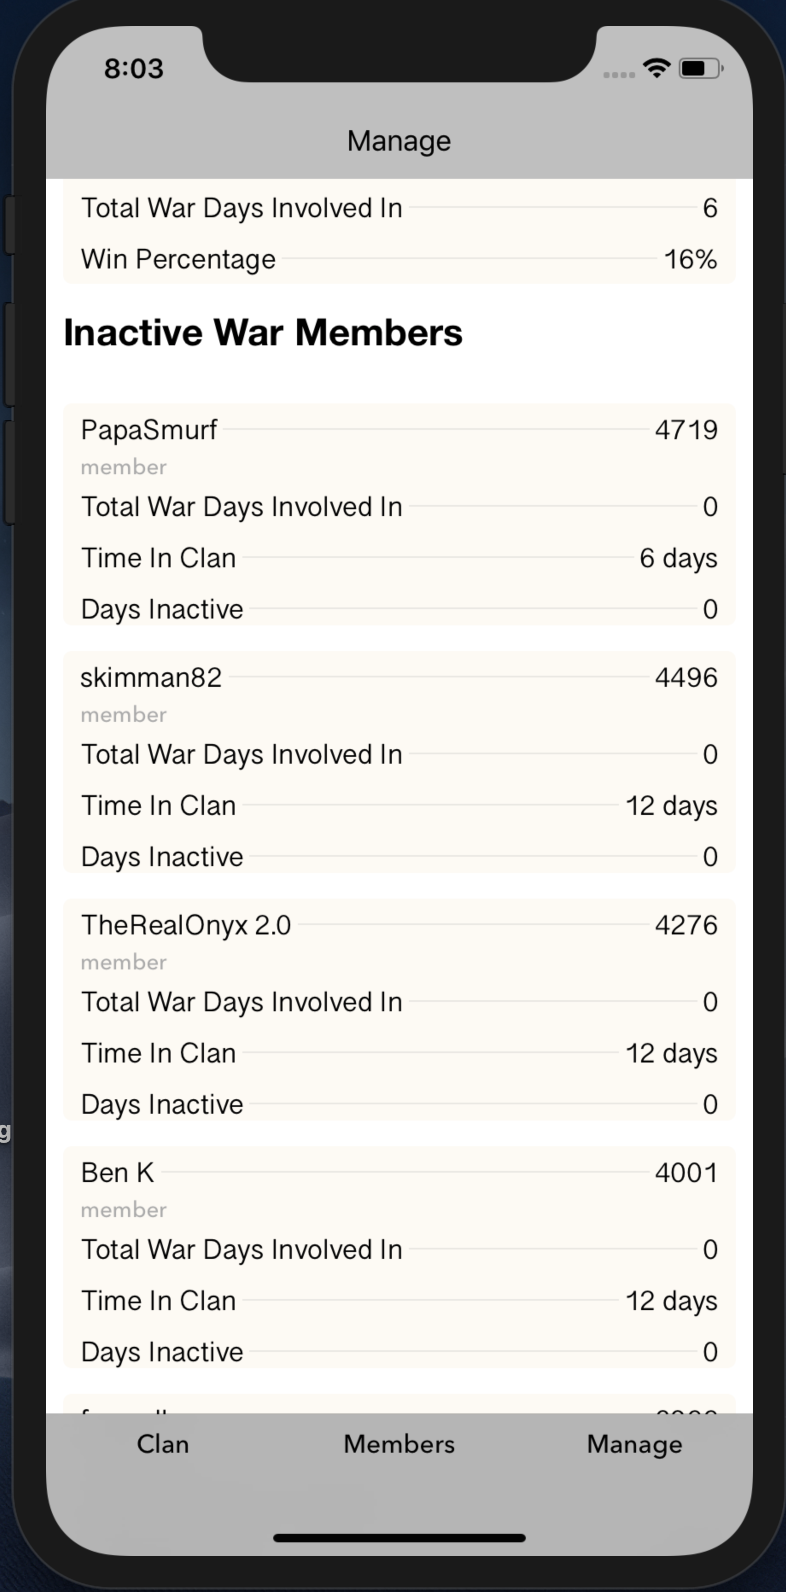 8:03
Manage
Total War Days Involved In 6
Win Percentage 16%
Inactive War Members
PapaSmurf 4719
member
Total War Days Involved In 0
Time In Clan 6 days
Days Inactive 0
skimman82 4496
member
Total War Days Involved In 0
Time In Clan 12 days
Days Inactive 0
TheRealOnyx 2.0 4276
member
Total War Days Involved In 0
Time In Clan 12 days
Days Inactive 0
Ben K 4001
member
Total War Days Involved In 0
Time In Clan 12 days
Days Inactive 0
Clan Members Manage